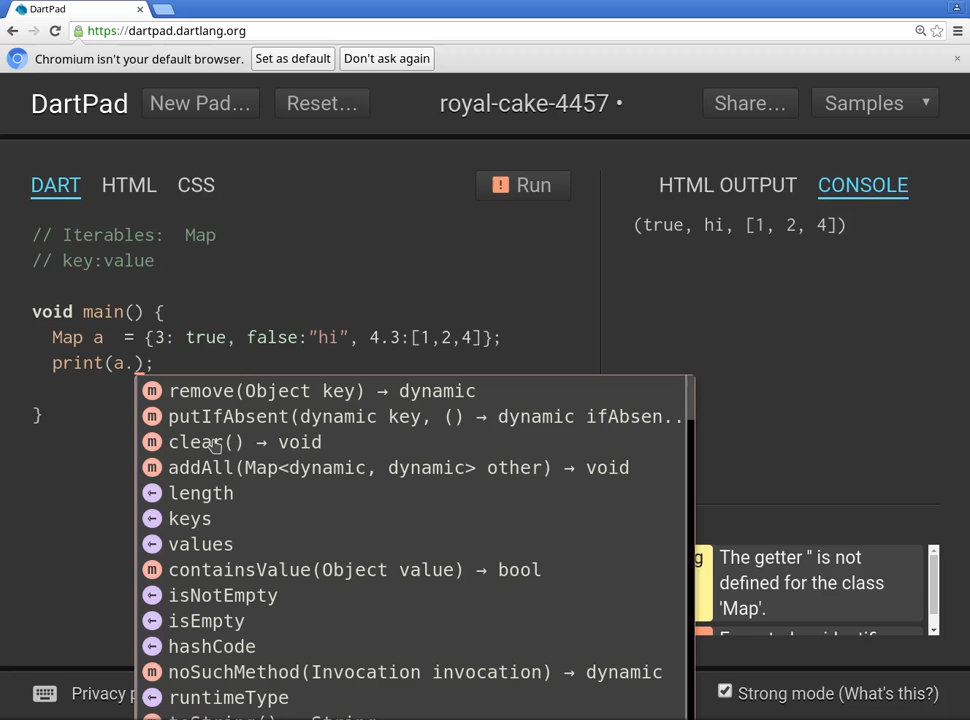 DartPad
https://dartpad.dartlang.org
Chromium isn't your default browser. Set as default Don't ask again
DartPad New Pad… Reset… royal-cake-4457 • Share… Samples
DART HTML CSS Run HTML OUTPUT CONSOLE
(true, hi, [1, 2, 4])
// Iterables:  Map
// key:value
void main() {
Map a  = {3: true, false:"hi", 4.3:[1,2,4]};
print(a.);
}
m remove(Object key) → dynamic
m putIfAbsent(dynamic key, () → dynamic ifAbsen..
m clear() → void
m addAll(Map<dynamic, dynamic> other) → void
length
keys
values
m containsValue(Object value) → bool
isNotEmpty
isEmpty
hashCode
m noSuchMethod(Invocation invocation) → dynamic
runtimeType
g The getter '' is not
defined for the class
'Map'.
Privacy p
Strong mode (What's this?)